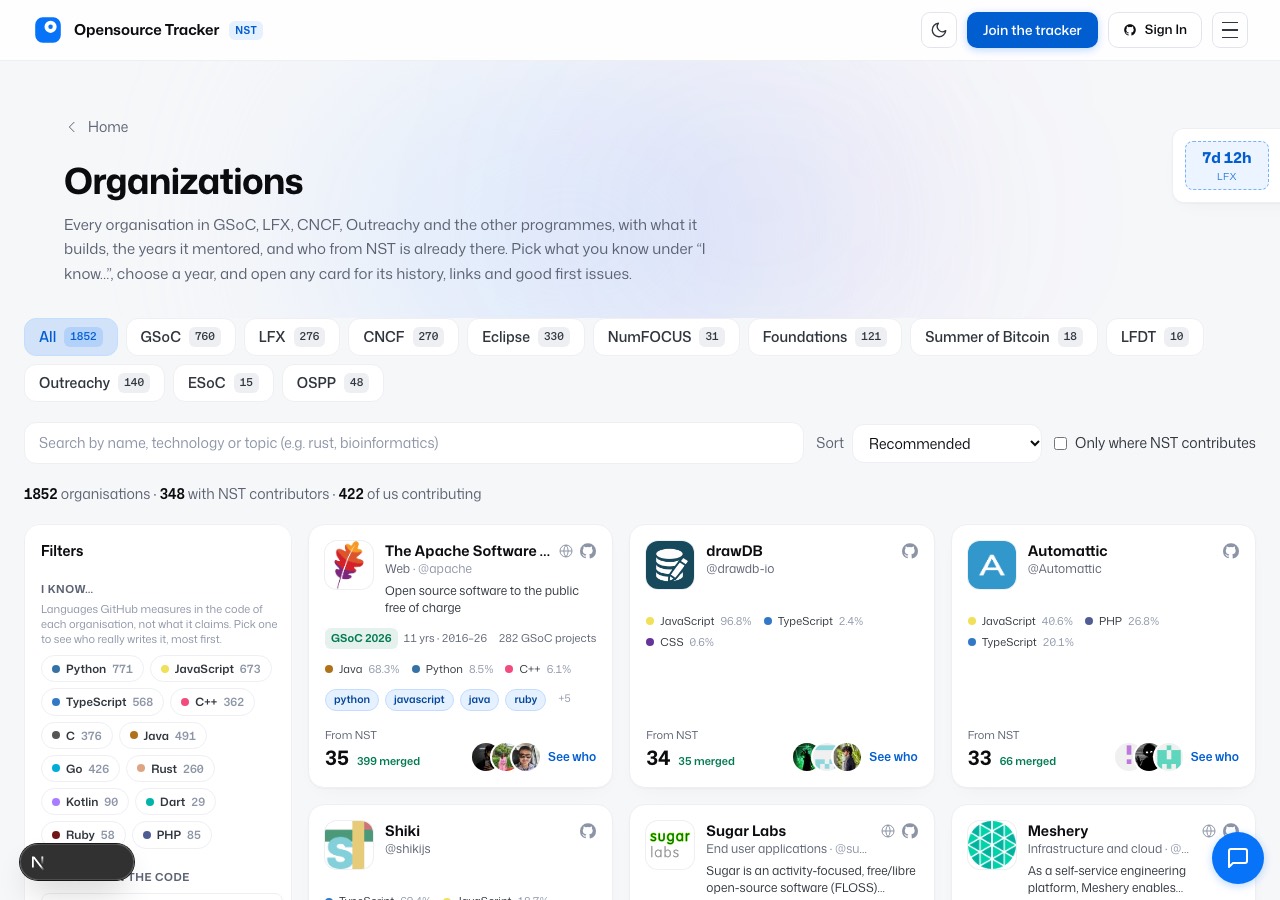 Opensource Tracker NST
Join the tracker
Sign In
Home
7d 12h
LFX
Organizations
Every organisation in GSoC, LFX, CNCF, Outreachy and the other programmes, with what it
builds, the years it mentored, and who from NST is already there. Pick what you know under “I
know…”, choose a year, and open any card for its history, links and good first issues.
All 1852 GSoC 760 LFX 276 CNCF 270 Eclipse 330 NumFOCUS 31 Foundations 121 Summer of Bitcoin 18 LFDT 10
Outreachy 140 ESoC 15 OSPP 48
Search by name, technology or topic (e.g. rust, bioinformatics)
Sort Recommended Only where NST contributes
1852 organisations · 348 with NST contributors · 422 of us contributing
Filters
I KNOW…
Languages GitHub measures in the code of
each organisation, not what it claims. Pick one
to see who really writes it, most first.
Python 771 JavaScript 673
TypeScript 568 C++ 362
C 376 Java 491
Go 426 Rust 260
Kotlin 90 Dart 29
Ruby 58 PHP 85
THE CODE
N
The Apache Software ...
Web · @apache
Open source software to the public
free of charge
GSoC 2026 11 yrs · 2016–26 282 GSoC projects
Java 68.3% Python 8.5% C++ 6.1%
python javascript java ruby +5
From NST
35 399 merged See who
drawDB
@drawdb-io
JavaScript 96.8% TypeScript 2.4%
CSS 0.6%
From NST
34 35 merged See who
Automattic
@Automattic
JavaScript 40.6% PHP 26.8%
TypeScript 20.1%
From NST
33 66 merged See who
Shiki
@shikijs
sugar
labs
Sugar Labs
End user applications · @su...
Sugar is an activity-focused, free/libre
open-source software (FLOSS)...
Meshery
Infrastructure and cloud · @...
As a self-service engineering
platform, Meshery enables...